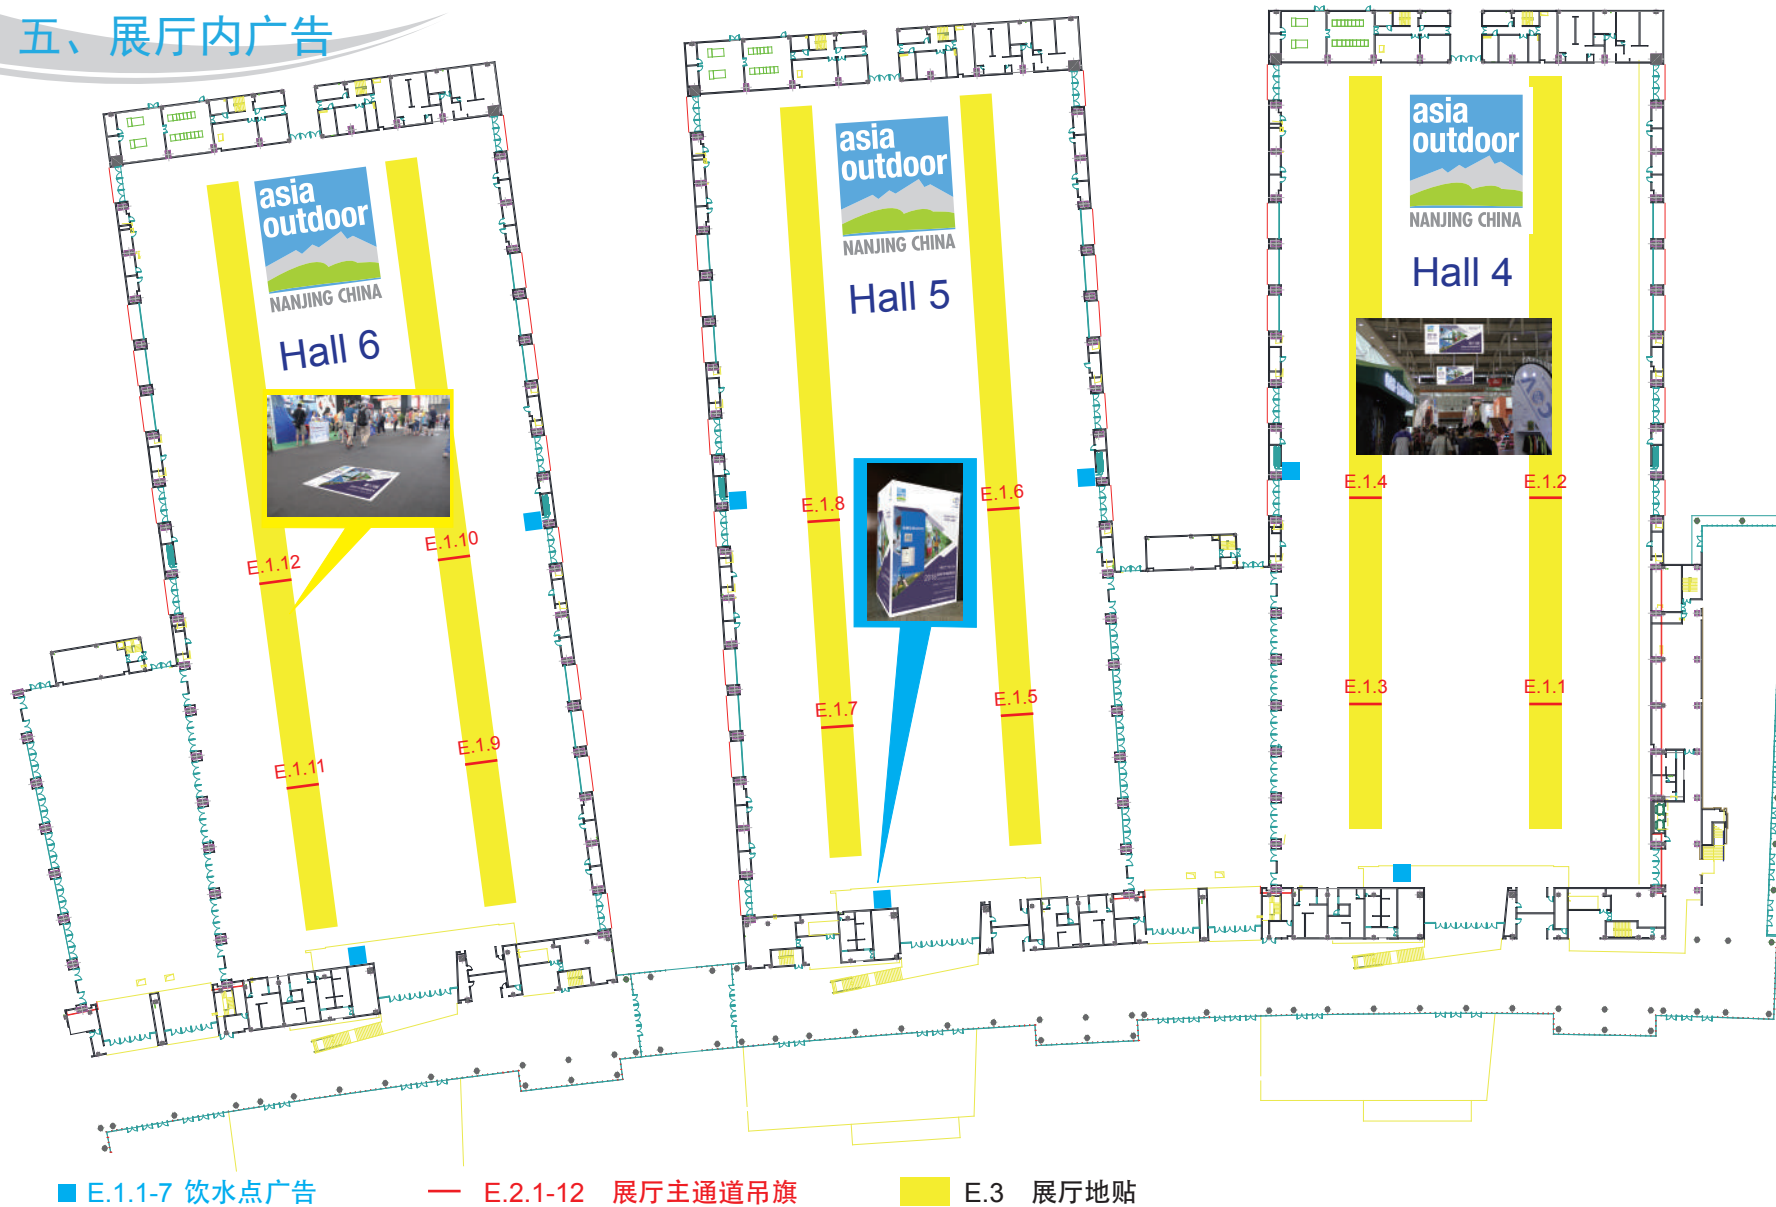 五、展厅内广告
asia
outdoor
NANJING CHINA
Hall 6
asia
outdoor
NANJING CHINA
Hall 5
asia
outdoor
NANJING CHINA
Hall 4
E.1.12
E.1.10
E.1.11
E.1.9
E.1.8
E.1.6
E.1.7
E.1.5
E.1.4
E.1.2
E.1.3
E.1.1
E.1.1-7 饮水点广告
E.2.1-12 展厅主通道吊旗
E.3 展厅地贴